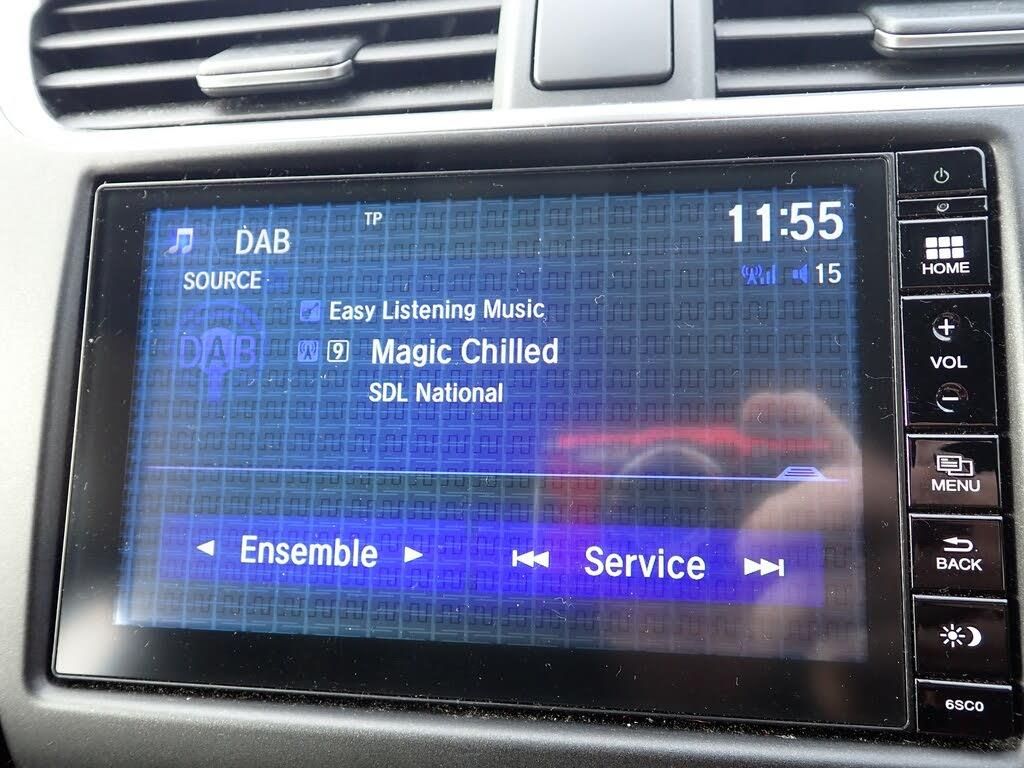 TP
DAB
11:55
SOURCE
15
Easy Listening Music
DAB
9 Magic Chilled
SDL National
Ensemble
Service
HOME
+
VOL
-
MENU
BACK
6SC0